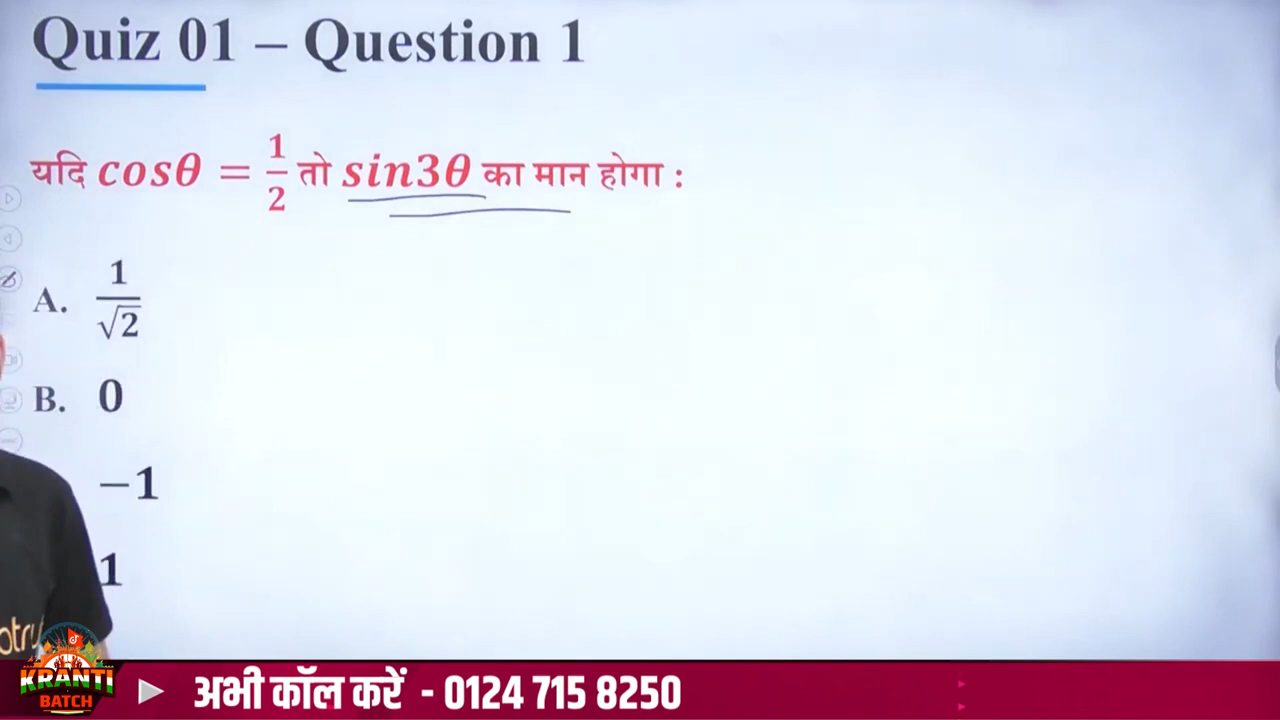 Quiz 01 – Question 1
यदि cosθ = 1/2 तो sin3θ का मान होगा :
A. 1/√2
B. 0
−1
1
otry
KRANTI
BATCH
अभी कॉल करें - 0124 715 8250